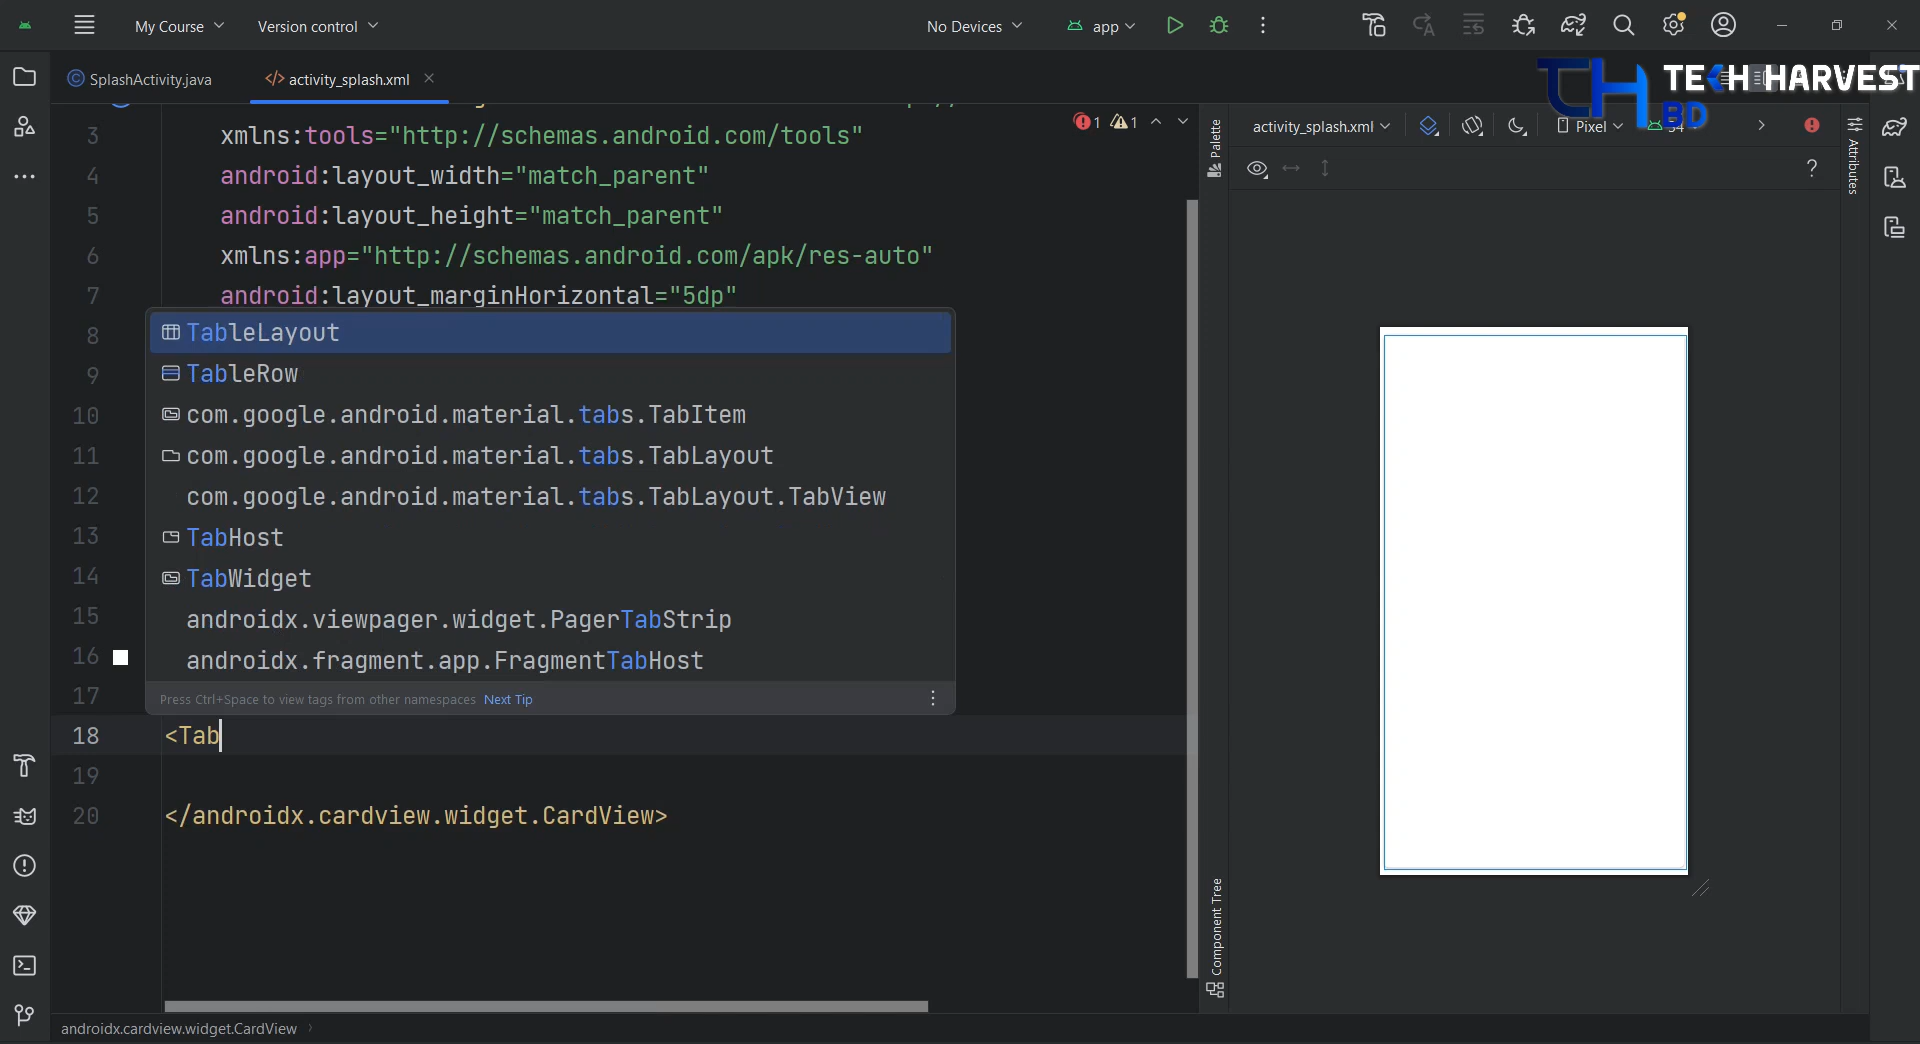 My Course
Version control
No Devices
app
SplashActivity.java
activity_splash.xml
TECH HARVEST
BD
3 xmlns:tools="http://schemas.android.com/tools"
4 android:layout_width="match_parent"
5 android:layout_height="match_parent"
6 xmlns:app="http://schemas.android.com/apk/res-auto"
7 android:layout_marginHorizontal="5dp"
8
9
10
11
12
13
14
15
16
17
18 <Tab
19
20 </androidx.cardview.widget.CardView>
TableLayout
TableRow
com.google.android.material.tabs.TabItem
com.google.android.material.tabs.TabLayout
com.google.android.material.tabs.TabLayout.TabView
TabHost
TabWidget
androidx.viewpager.widget.PagerTabStrip
androidx.fragment.app.FragmentTabHost
Press Ctrl+Space to view tags from other namespaces Next Tip
1 1
Palette
activity_splash.xml
Pixel
34
?
Attributes
Component Tree
androidx.cardview.widget.CardView